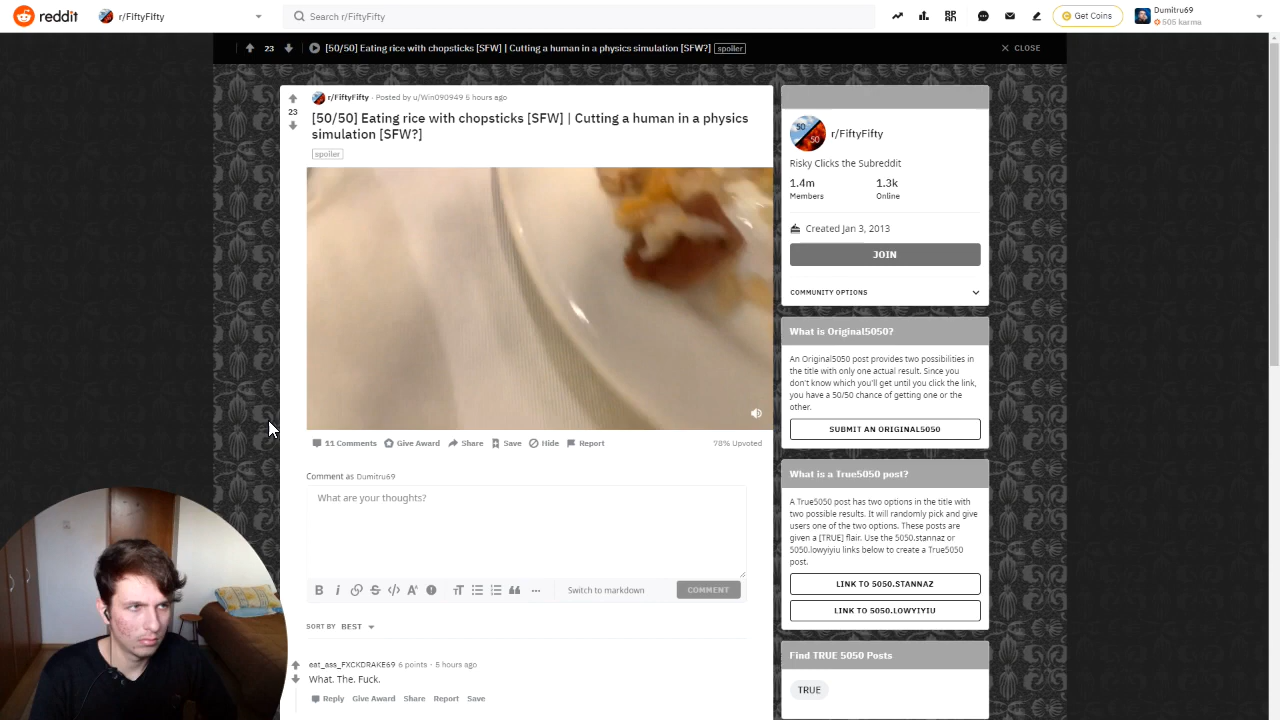 reddit r/FiftyFifty Search r/FiftyFifty Get Coins Dumitru69
505 karma
23 [50/50] Eating rice with chopsticks [SFW] | Cutting a human in a physics simulation [SFW?] spoiler CLOSE
r/FiftyFifty · Posted by u/Win090949 5 hours ago
23
[50/50] Eating rice with chopsticks [SFW] | Cutting a human in a physics
simulation [SFW?]
spoiler
11 Comments Give Award Share Save Hide Report 78% Upvoted
Comment as Dumitru69
What are your thoughts?
Switch to markdown COMMENT
SORT BY BEST
eat_ass_FXCKDRAKE69 6 points · 5 hours ago
What. The. Fuck.
Reply Give Award Share Report Save
50
50
r/FiftyFifty
Risky Clicks the Subreddit
1.4m 1.3k
Members Online
Created Jan 3, 2013
JOIN
COMMUNITY OPTIONS
What is Original5050?
An Original5050 post provides two possibilities in
the title with only one actual result. Since you
don't know which you'll get until you click the link,
you have a 50/50 chance of getting one or the
other.
SUBMIT AN ORIGINAL5050
What is a True5050 post?
A True5050 post has two options in the title with
two possible results. It will randomly pick and give
users one of the two options. These posts are
given a [TRUE] flair. Use the 5050.stannaz or
5050.lowyiyiu links below to create a True5050
post.
LINK TO 5050.STANNAZ
LINK TO 5050.LOWYIYIU
Find TRUE 5050 Posts
TRUE